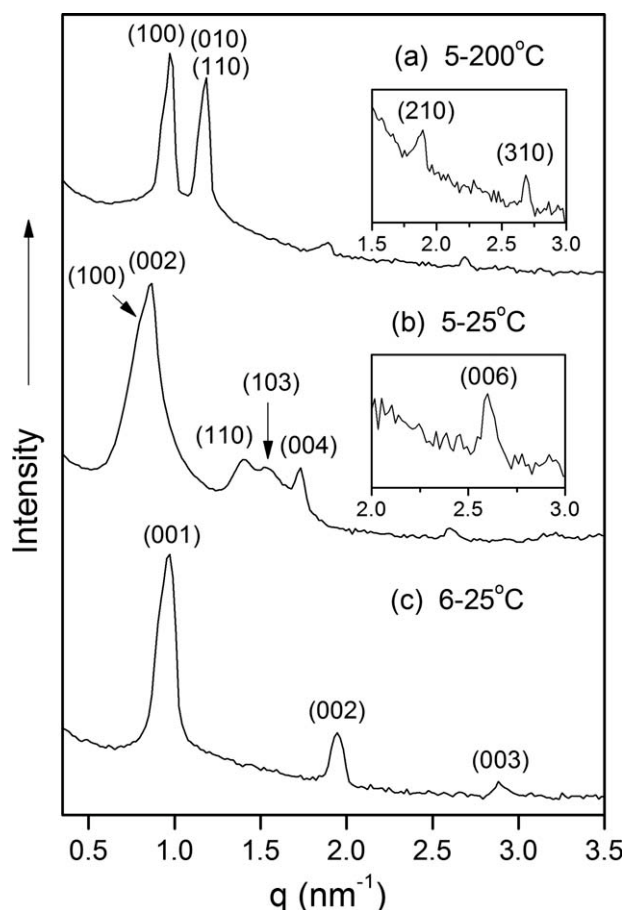 (100) (010)
(110)
(a) 5-200°C
(210)
(310)
1.5 2.0 2.5 3.0
(100) (002)
(b) 5-25°C
(103)
(110) (004)
(006)
2.0 2.5 3.0
(001)
(c) 6-25°C
(002)
(003)
Intensity
0.5 1.0 1.5 2.0 2.5 3.0 3.5
q (nm⁻¹)